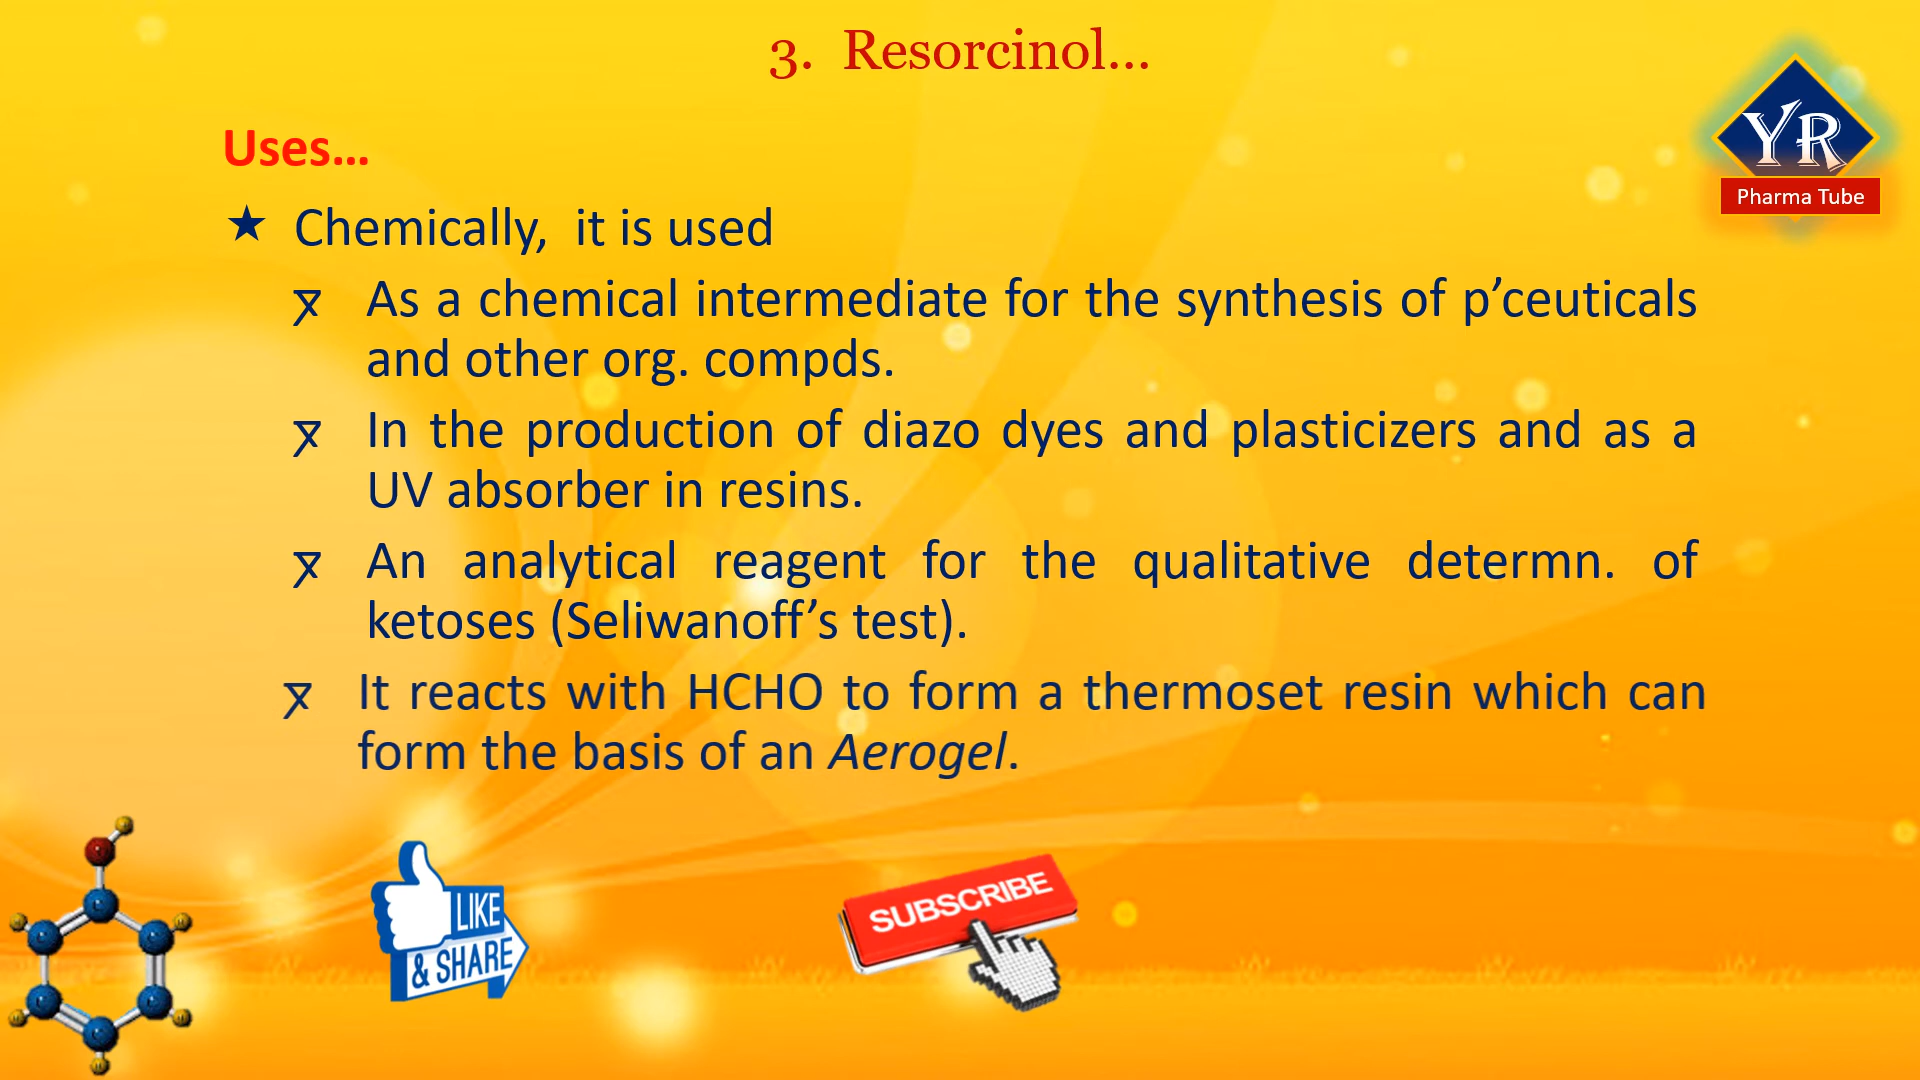 3. Resorcinol...
YR
Pharma Tube
Uses...
★ Chemically, it is used
As a chemical intermediate for the synthesis of p’ceuticals
and other org. compds.
In the production of diazo dyes and plasticizers and as a
UV absorber in resins.
An analytical reagent for the qualitative determn. of
ketoses (Seliwanoff’s test).
It reacts with HCHO to form a thermoset resin which can
form the basis of an Aerogel.
LIKE
& SHARE
SUBSCRIBE